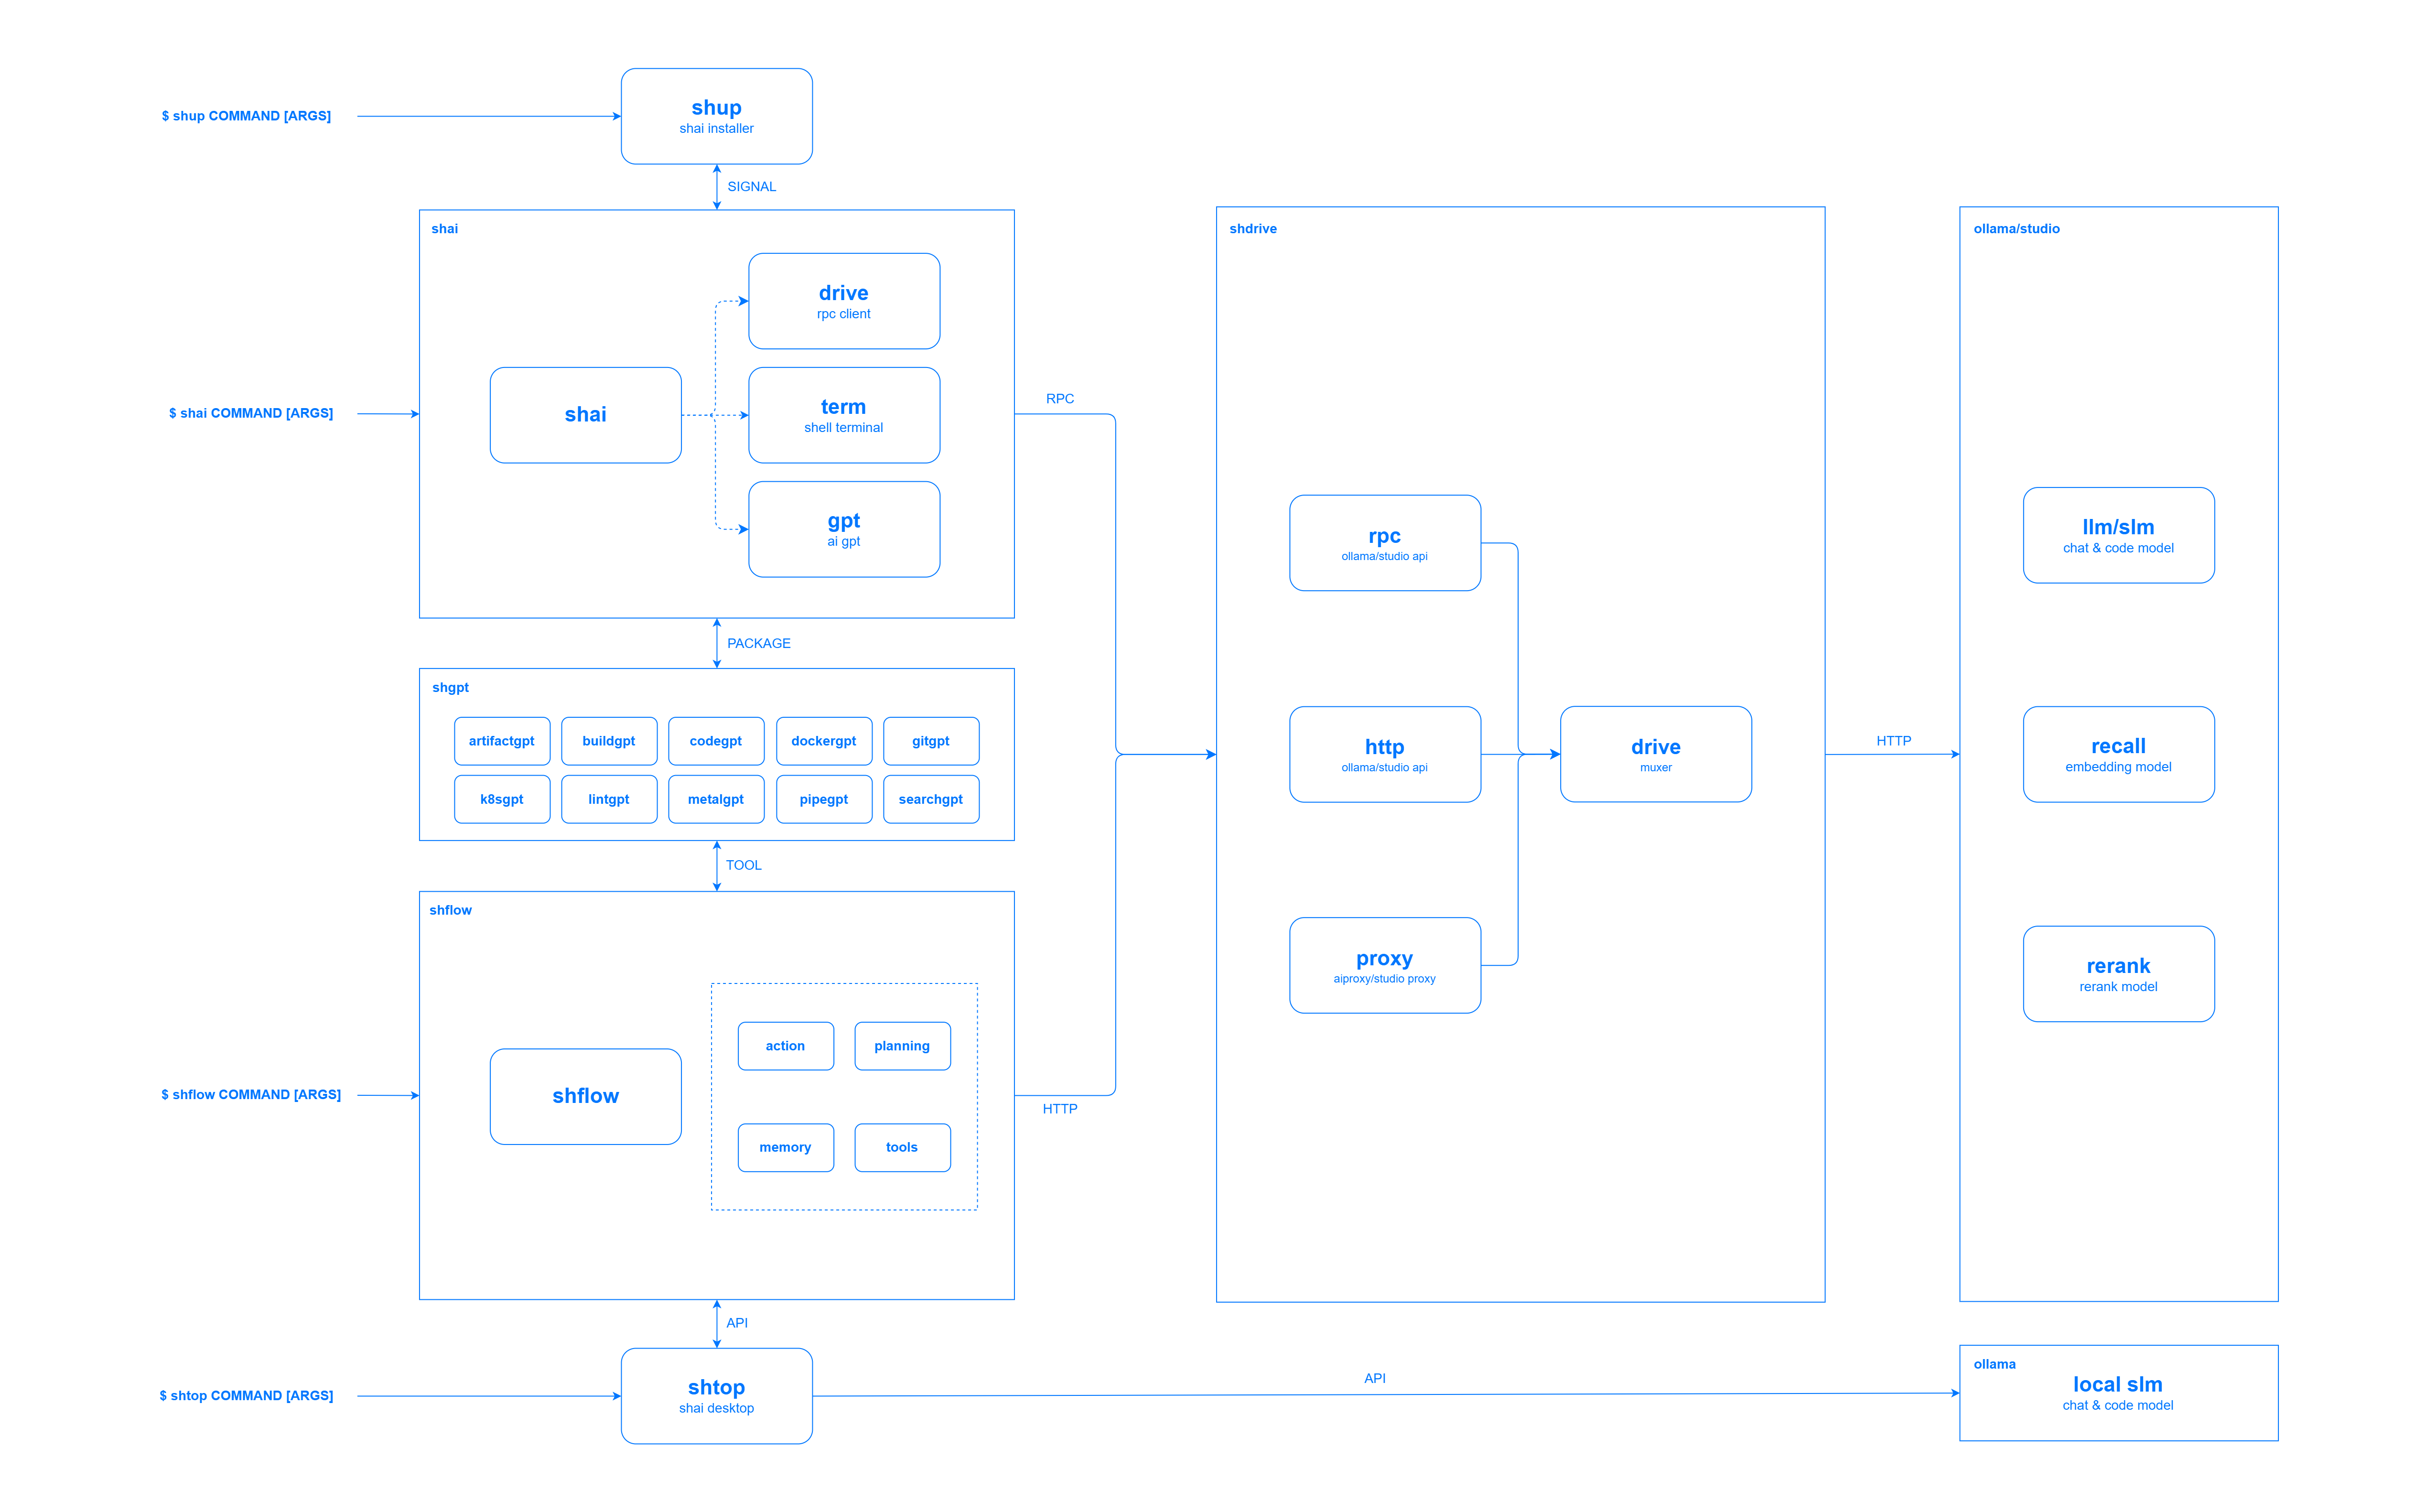 $ shup COMMAND [ARGS]
shup
shai installer
SIGNAL
shai
$ shai COMMAND [ARGS]
shai
drive
rpc client
term
shell terminal
gpt
ai gpt
RPC
PACKAGE
shgpt
artifactgpt
buildgpt
codegpt
dockergpt
gitgpt
k8sgpt
lintgpt
metalgpt
pipegpt
searchgpt
TOOL
shflow
$ shflow COMMAND [ARGS]
shflow
action
planning
memory
tools
HTTP
API
$ shtop COMMAND [ARGS]
shtop
shai desktop
API
shdrive
rpc
ollama/studio api
http
ollama/studio api
proxy
aiproxy/studio proxy
drive
muxer
HTTP
ollama/studio
llm/slm
chat & code model
recall
embedding model
rerank
rerank model
ollama
local slm
chat & code model